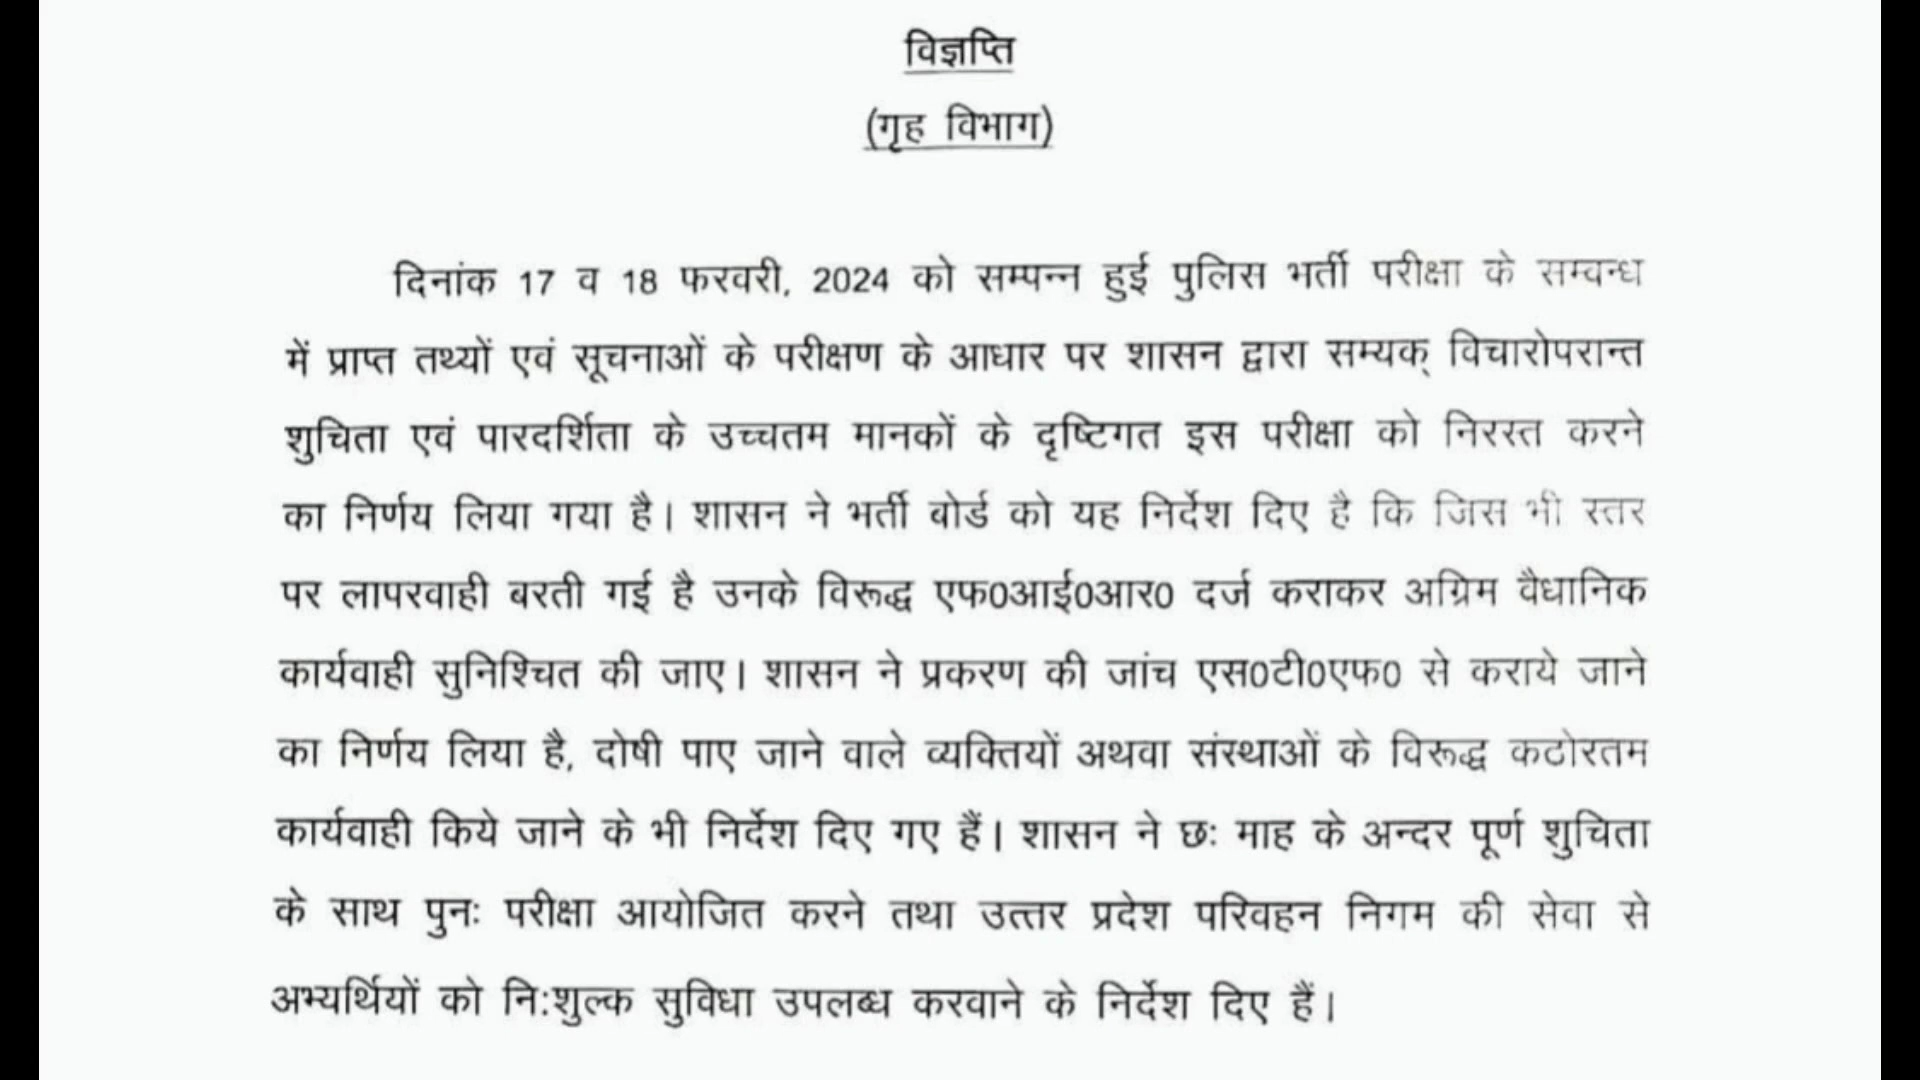 विज्ञप्ति
(गृह विभाग)
दिनांक 17 व 18 फरवरी, 2024 को सम्पन्न हुई पुलिस भर्ती परीक्षा के सम्बन्ध
में प्राप्त तथ्यों एवं सूचनाओं के परीक्षण के आधार पर शासन द्वारा सम्यक् विचारोपरान्त
शुचिता एवं पारदर्शिता के उच्चतम मानकों के दृष्टिगत इस परीक्षा को निरस्त करने
का निर्णय लिया गया है। शासन ने भर्ती बोर्ड को यह निर्देश दिए है कि जिस भी स्तर
पर लापरवाही बरती गई है उनके विरूद्ध एफ0आई0आर0 दर्ज कराकर अग्रिम वैधानिक
कार्यवाही सुनिश्चित की जाए। शासन ने प्रकरण की जांच एस0टी0एफ0 से कराये जाने
का निर्णय लिया है, दोषी पाए जाने वाले व्यक्तियों अथवा संस्थाओं के विरूद्ध कठोरतम
कार्यवाही किये जाने के भी निर्देश दिए गए हैं। शासन ने छः माह के अन्दर पूर्ण शुचिता
के साथ पुनः परीक्षा आयोजित करने तथा उत्तर प्रदेश परिवहन निगम की सेवा से
अभ्यर्थियों को नि:शुल्क सुविधा उपलब्ध करवाने के निर्देश दिए हैं।